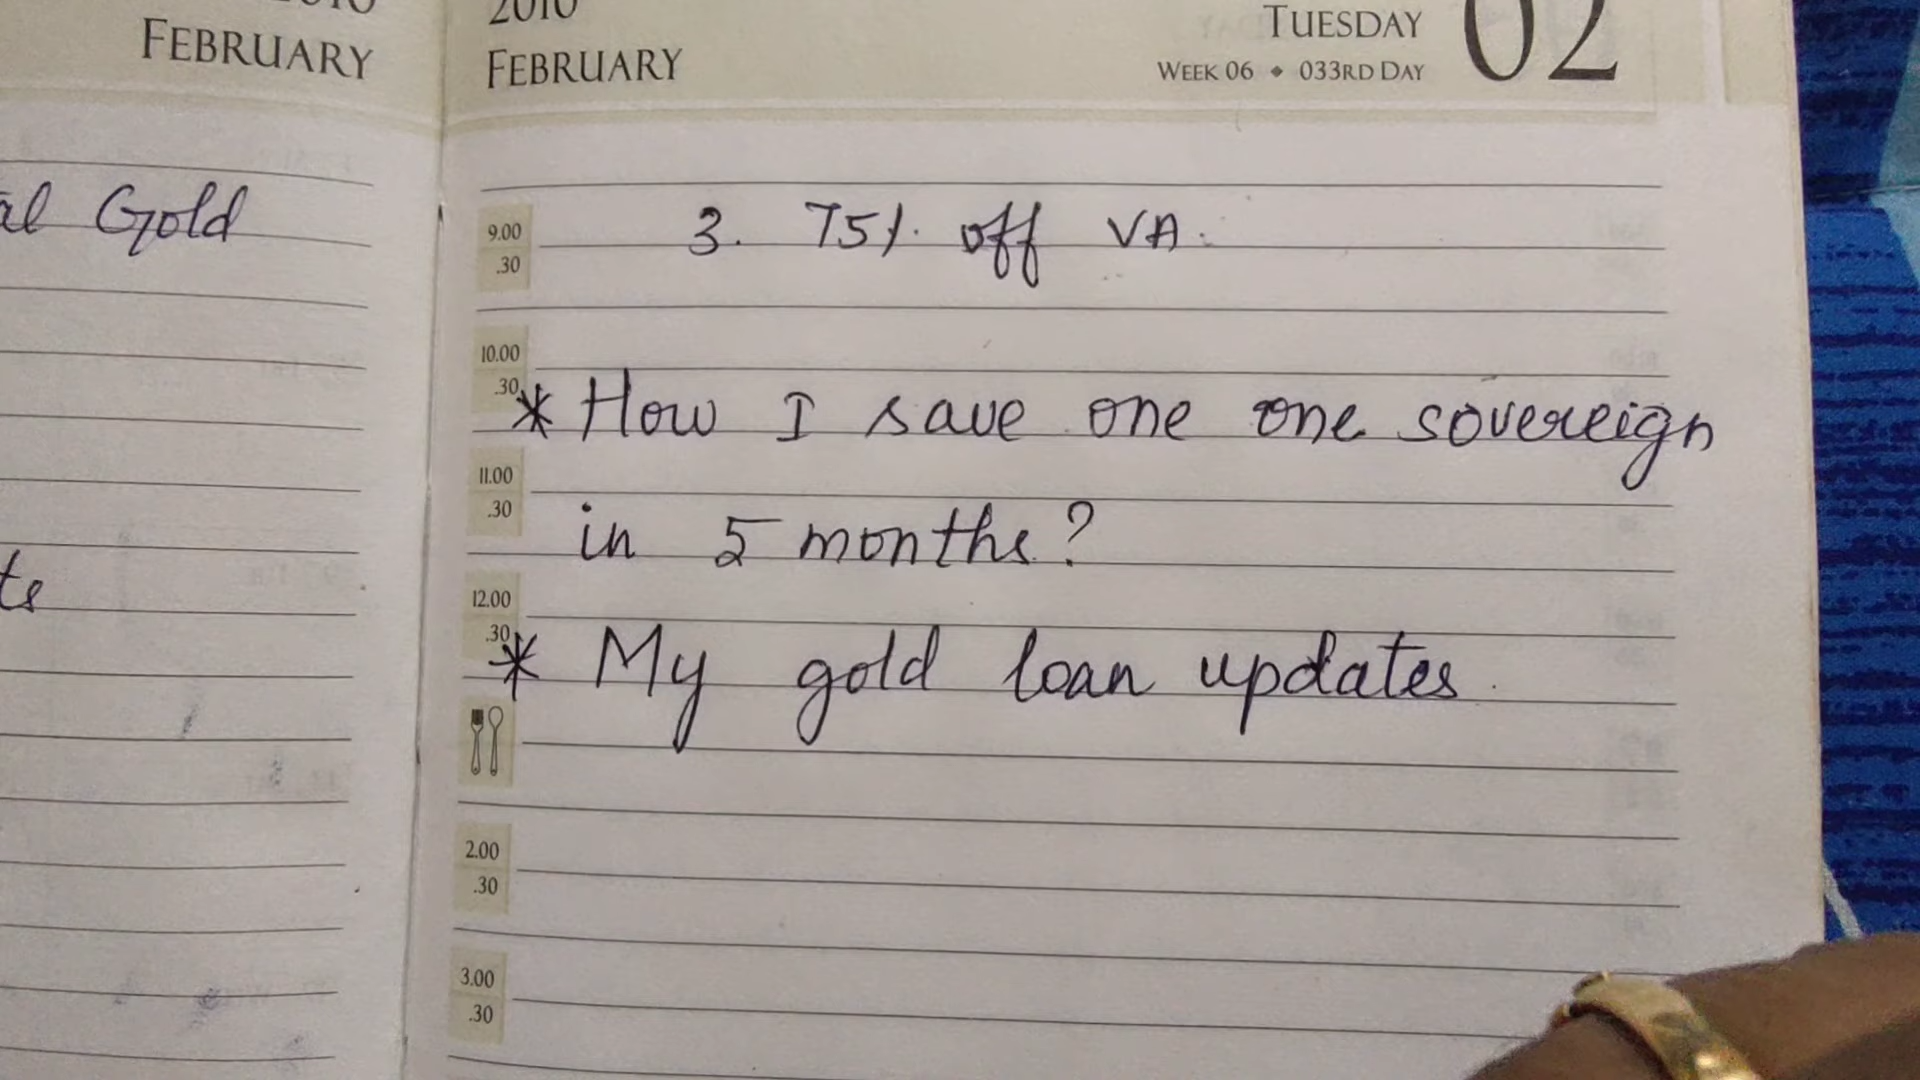 FEBRUARY
al Gold
te
2010
FEBRUARY
TUESDAY
WEEK 06 ◆ 033RD DAY
02
9.00
.30
3. 75%. off VA.
10.00
.30
* How I save one one sovereign
11.00
.30
in 5 months?
12.00
.30
* My gold loan updates.
2.00
.30
3.00
.30